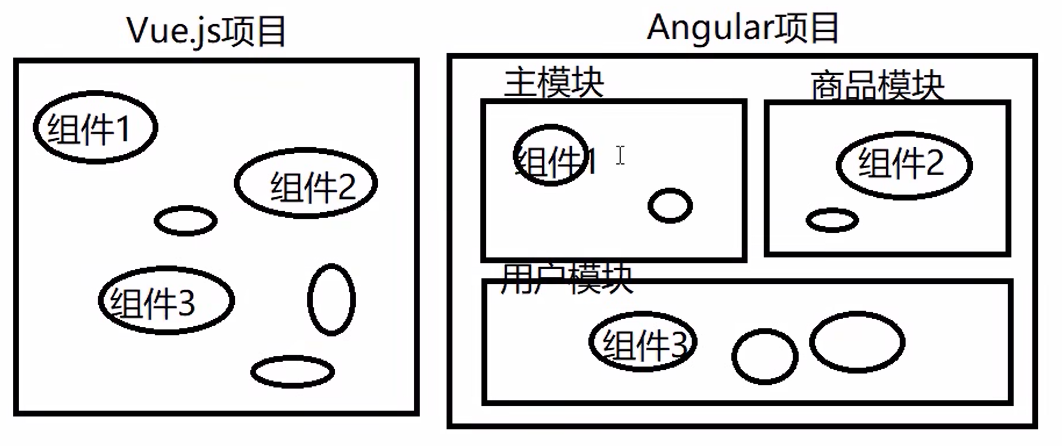 Vue.js项目
组件1
组件2
组件3
Angular项目
主模块
组件1
商品模块
组件2
用户模块
组件3